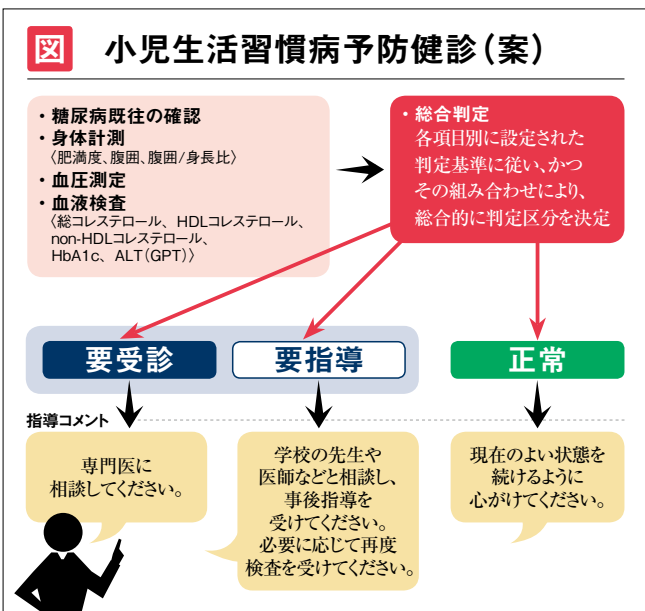 図 小児生活習慣病予防健診(案)
・糖尿病既往の確認
・身体計測
〈肥満度、腹囲、腹囲/身長比〉
・血圧測定
・血液検査
〈総コレステロール、HDLコレステロール、
non-HDLコレステロール、
HbA1c、ALT(GPT)〉
・総合判定
各項目別に設定された
判定基準に従い、かつ
その組み合わせにより、
総合的に判定区分を決定
要受診
要指導
正常
指導コメント
専門医に
相談してください。
学校の先生や
医師などと相談し、
事後指導を
受けてください。
必要に応じて再度
検査を受けてください。
現在のよい状態を
続けるように
心がけてください。